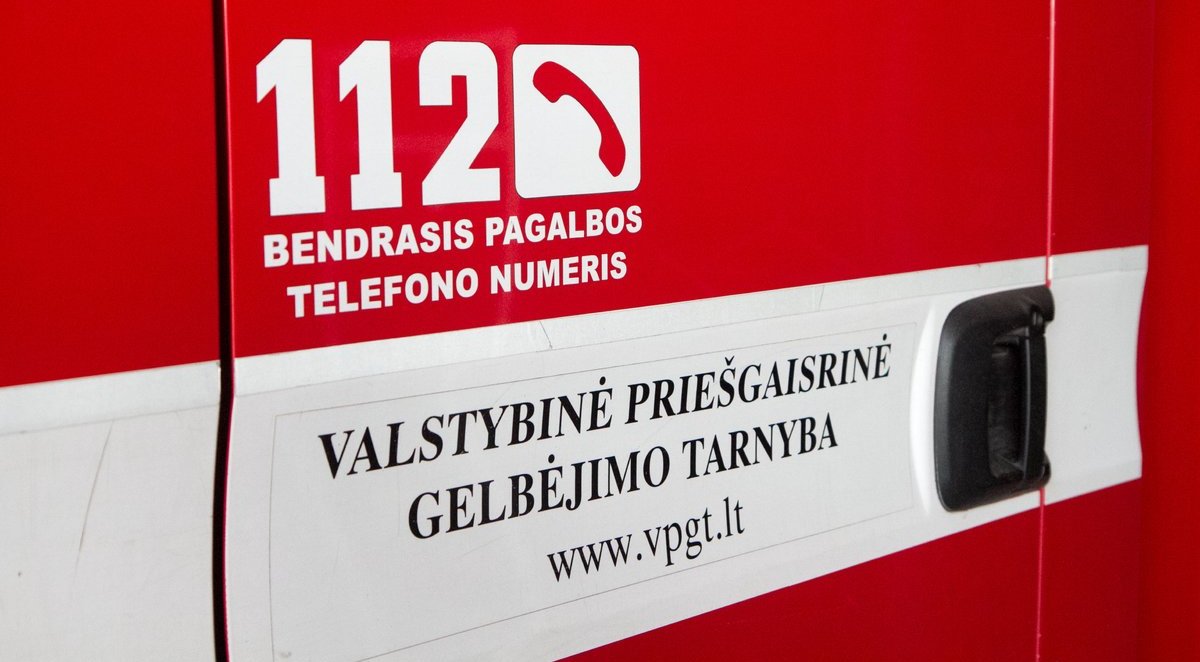 112
BENDRASIS PAGALBOS
TELEFONO NUMERIS
VALSTYBINĖ PRIEŠGAISRINĖ
GELBĖJIMO TARNYBA
www.vpgt.lt